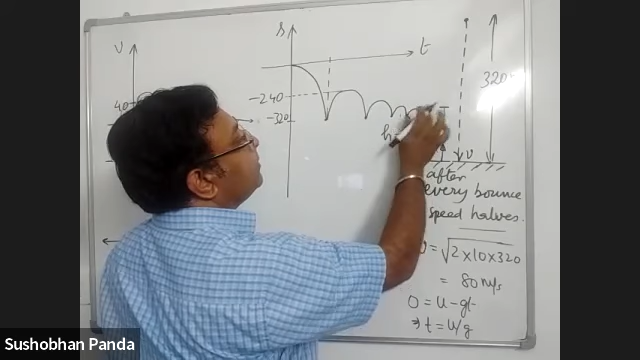 v
s
t
320
40
-240
-320
h
v
after
every bounce
speed halves.
= √2×10×320
= 80 m/s
0 = u - gt
⇒ t = u/g
Sushobhan Panda